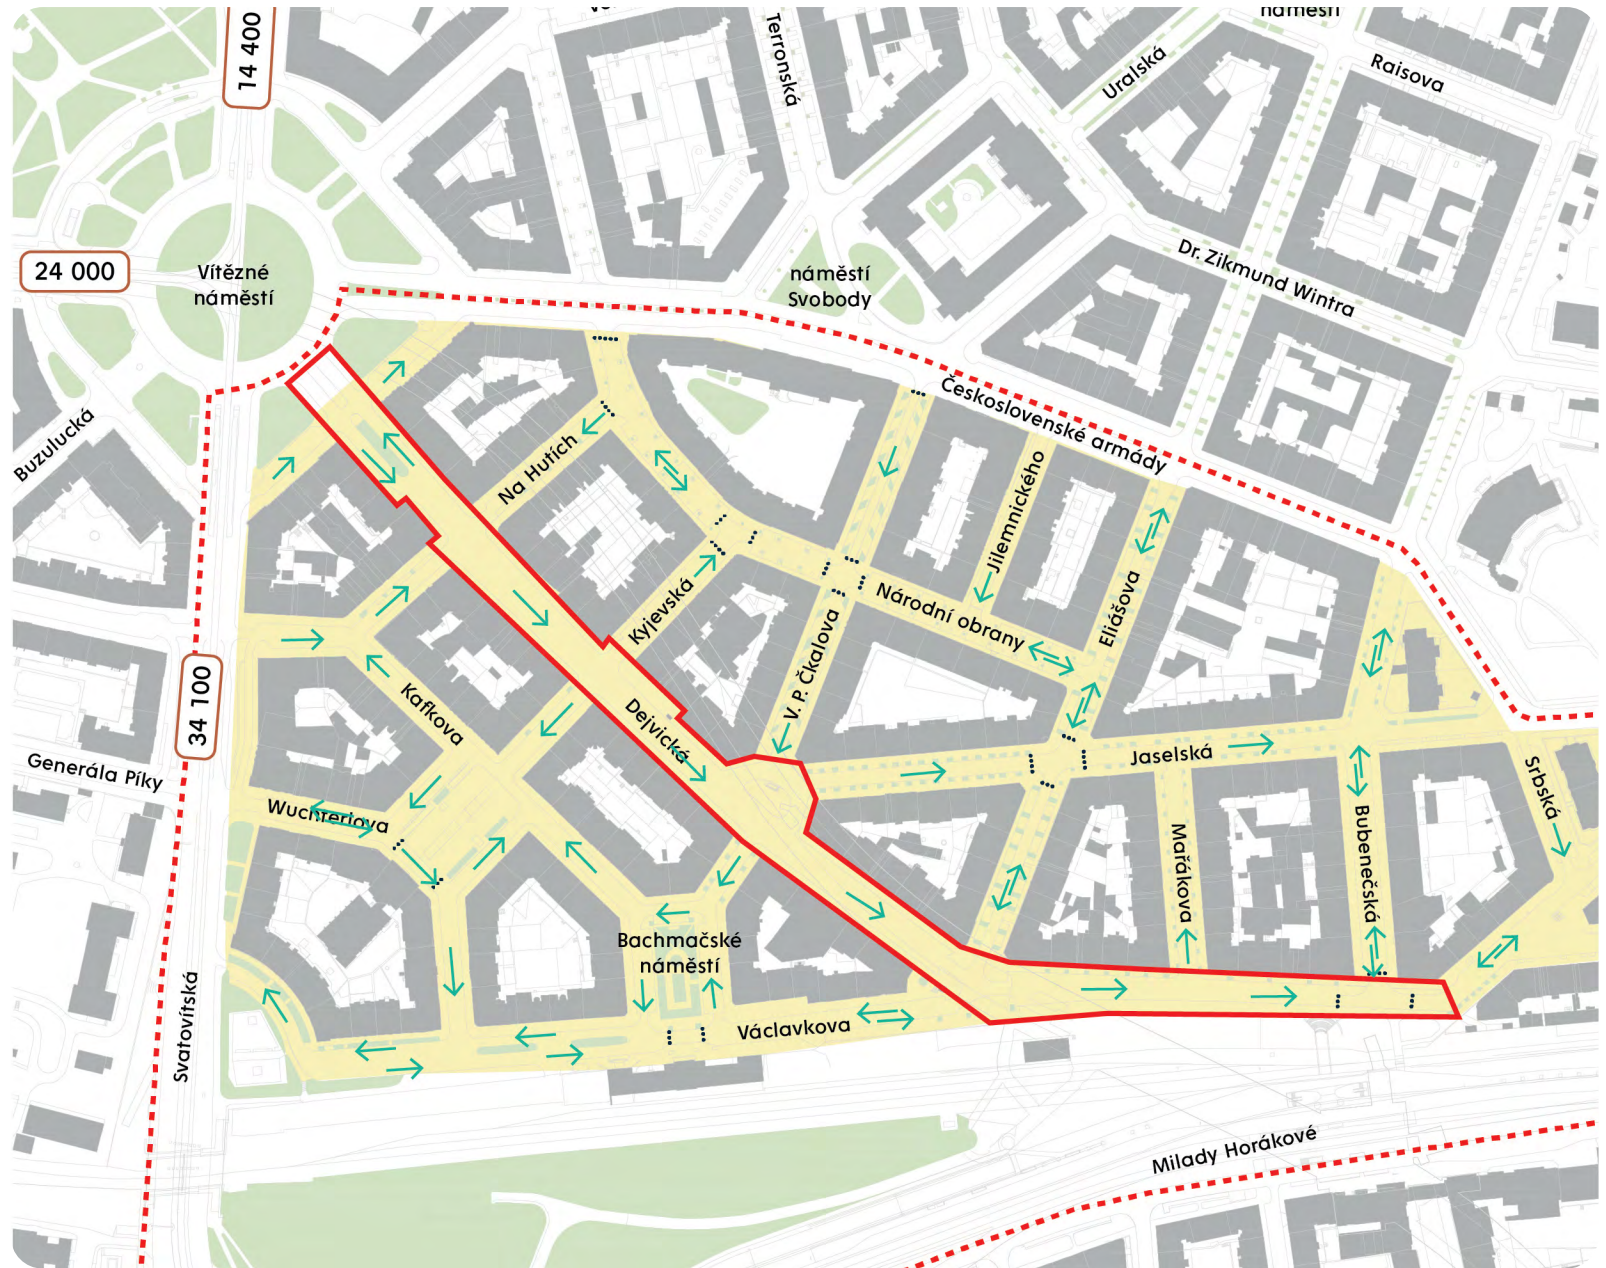 14 400
Terronská
náměstí
Uralská
Raisova
24 000
Vítězné
náměstí
náměstí
Svobody
Dr. Zikmund Wintra
Československé armády
Buzulucká
Na Hutích
Jilemnického
Kyjevská
Národní obrany
Eliášova
V. P. Čkalova
34 100
Kafkova
Dejvická
Jaselská
Generála Píky
Wuchterlova
Srbská
Mařákova
Bubenečská
Bachmačské
náměstí
Svatovítská
Václavkova
Milady Horákové